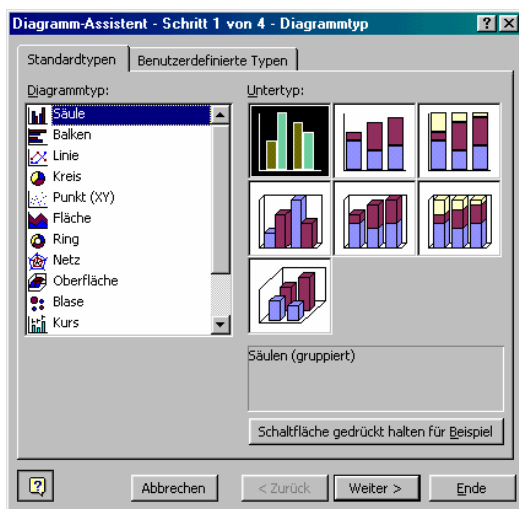 Diagramm-Assistent - Schritt 1 von 4 - Diagrammtyp
Standardtypen
Benutzerdefinierte Typen
Diagrammtyp:
Säule
Balken
Linie
Kreis
Punkt (XY)
Fläche
Ring
Netz
Oberfläche
Blase
Kurs
Untertyp:
Säulen (gruppiert)
Schaltfläche gedrückt halten für Beispiel
Abbrechen
< Zurück
Weiter >
Ende